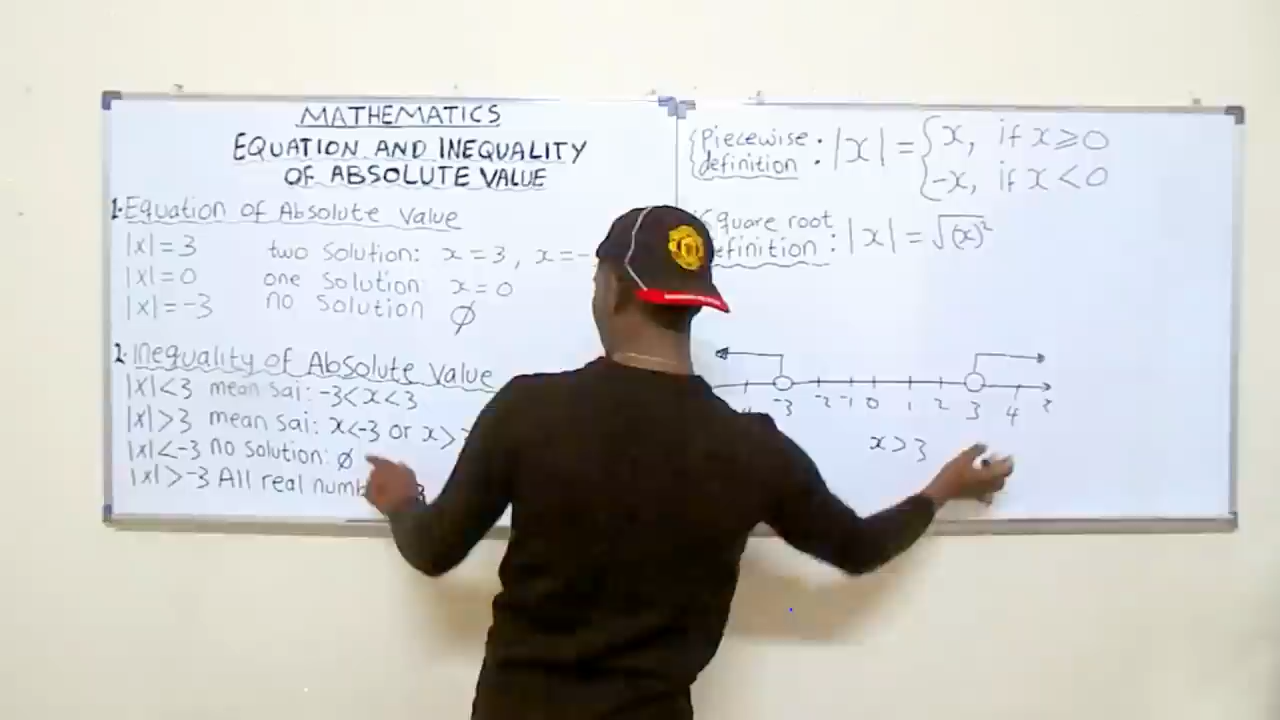 MATHEMATICS
EQUATION AND INEQUALITY
OF ABSOLUTE VALUE
1. Equation of Absolute Value
|x|=3 two solution: x=3, x=-
|x|=0 one solution: x=0
|x|=-3 no solution ∅
2. Inequality of Absolute Value
|x|<3 mean sai: -3<x<3
|x|>3 mean sai: x<-3 or x>
|x|<-3 no solution: ∅
|x|>-3 All real numb
Piecewise definition: |x| = { x, if x≥0
-x, if x<0
Square root
efinition: |x| = √(x)²
-3 -2 -1 0 1 2 3 4
x>3